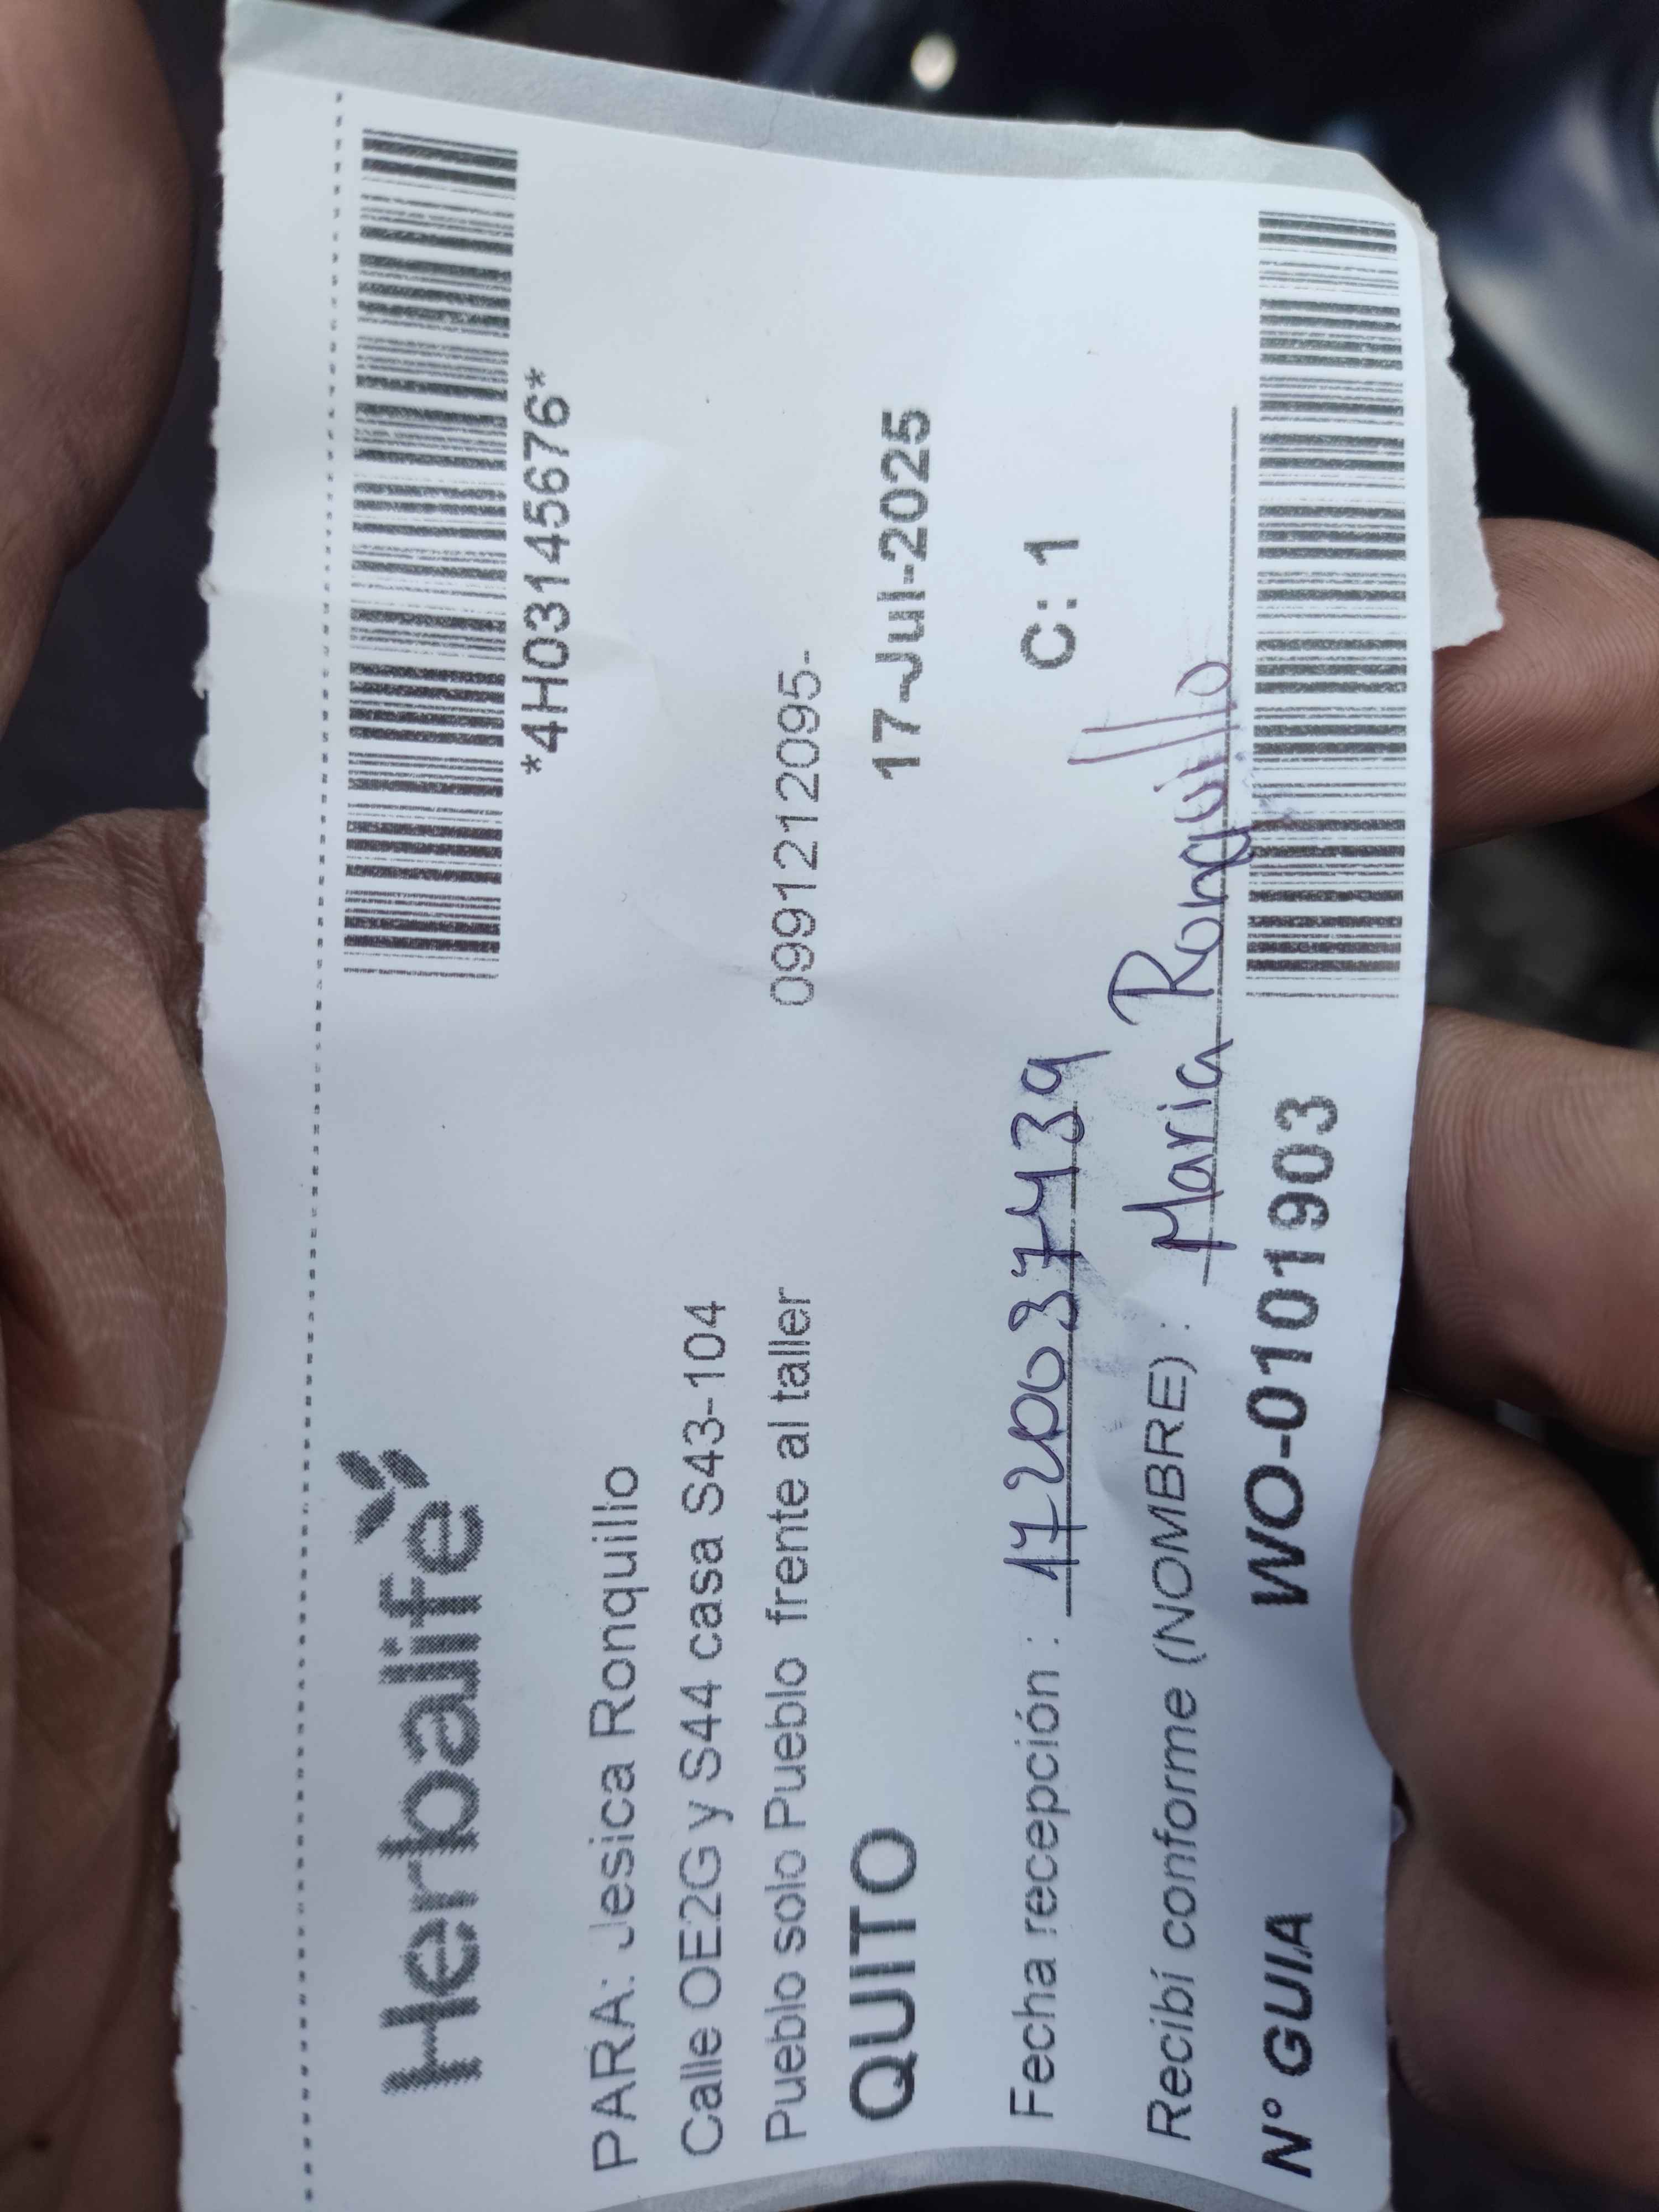 Herbalife
*4H03145676*
PARA: Jesica Ronquillo
Calle OE2G y S44 casa S43-104
Pueblo solo Pueblo frente al taller 0991212095-
QUITO 17-Jul-2025
Fecha recepción : 1720037439 C: 1
Recibí conforme (NOMBRE) : Maria Ronquillo
N° GUIA WO-0101903